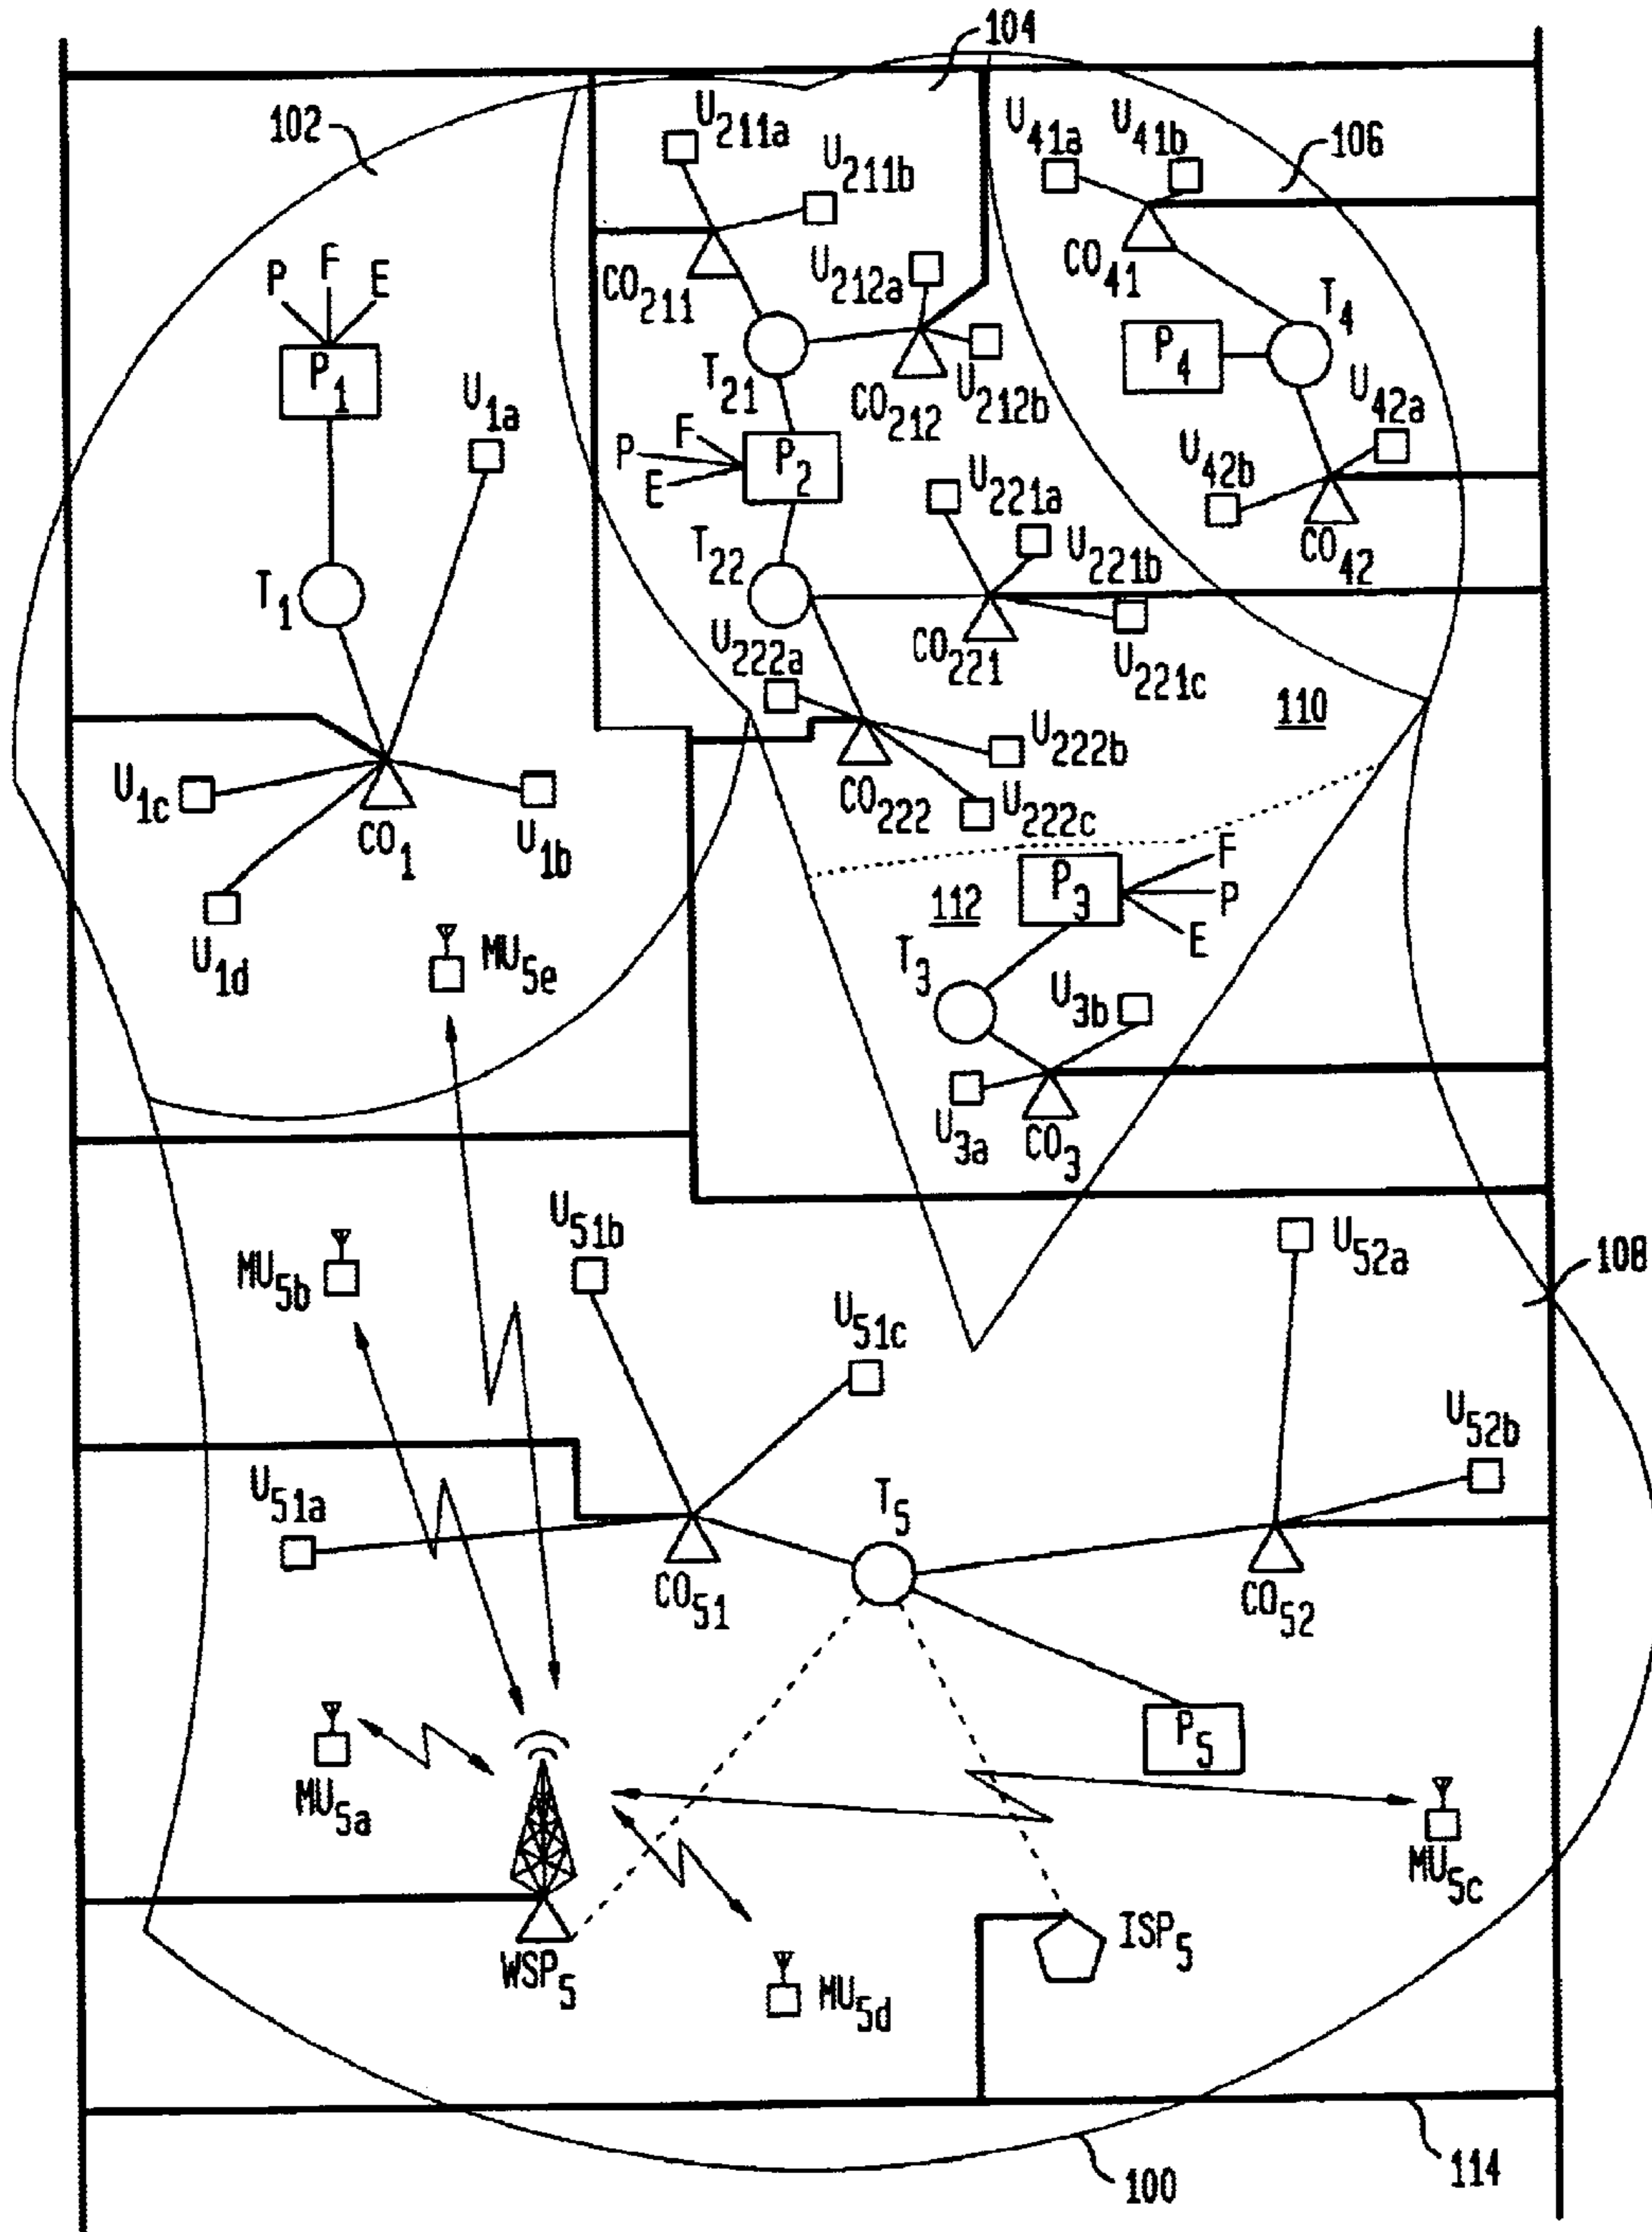 104
102
U211a
U211b
U41a
U41b
106
P
F
E
CO211
U212a
CO41
P1
T21
CO212
U212b
P4
T4
U1a
F
P
E
P2
U221a
U42b
U42a
T22
U221b
CO42
T1
U222a
CO221
U221c
110
U1c
CO1
U1b
CO222
U222b
U222c
U1d
112
P3
F
P
E
MU5e
T3
U3b
U3a
CO3
MU5b
U51b
U52a
108
U51c
U52b
U51a
T5
CO51
CO52
P5
MU5a
MU5c
WSP5
MU5d
ISP5
100
114